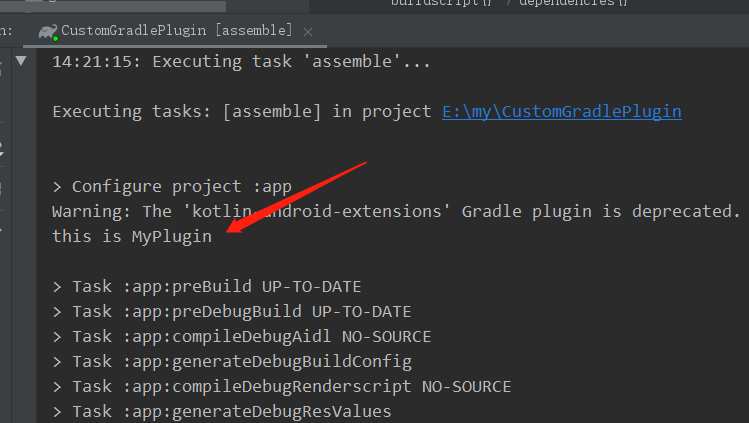 buildscript{} › dependencies{}
n: CustomGradlePlugin [assemble] ×
14:21:15: Executing task 'assemble'...
Executing tasks: [assemble] in project E:\my\CustomGradlePlugin
> Configure project :app
Warning: The 'kotlin-android-extensions' Gradle plugin is deprecated.
this is MyPlugin
> Task :app:preBuild UP-TO-DATE
> Task :app:preDebugBuild UP-TO-DATE
> Task :app:compileDebugAidl NO-SOURCE
> Task :app:generateDebugBuildConfig
> Task :app:compileDebugRenderscript NO-SOURCE
> Task :app:generateDebugResValues